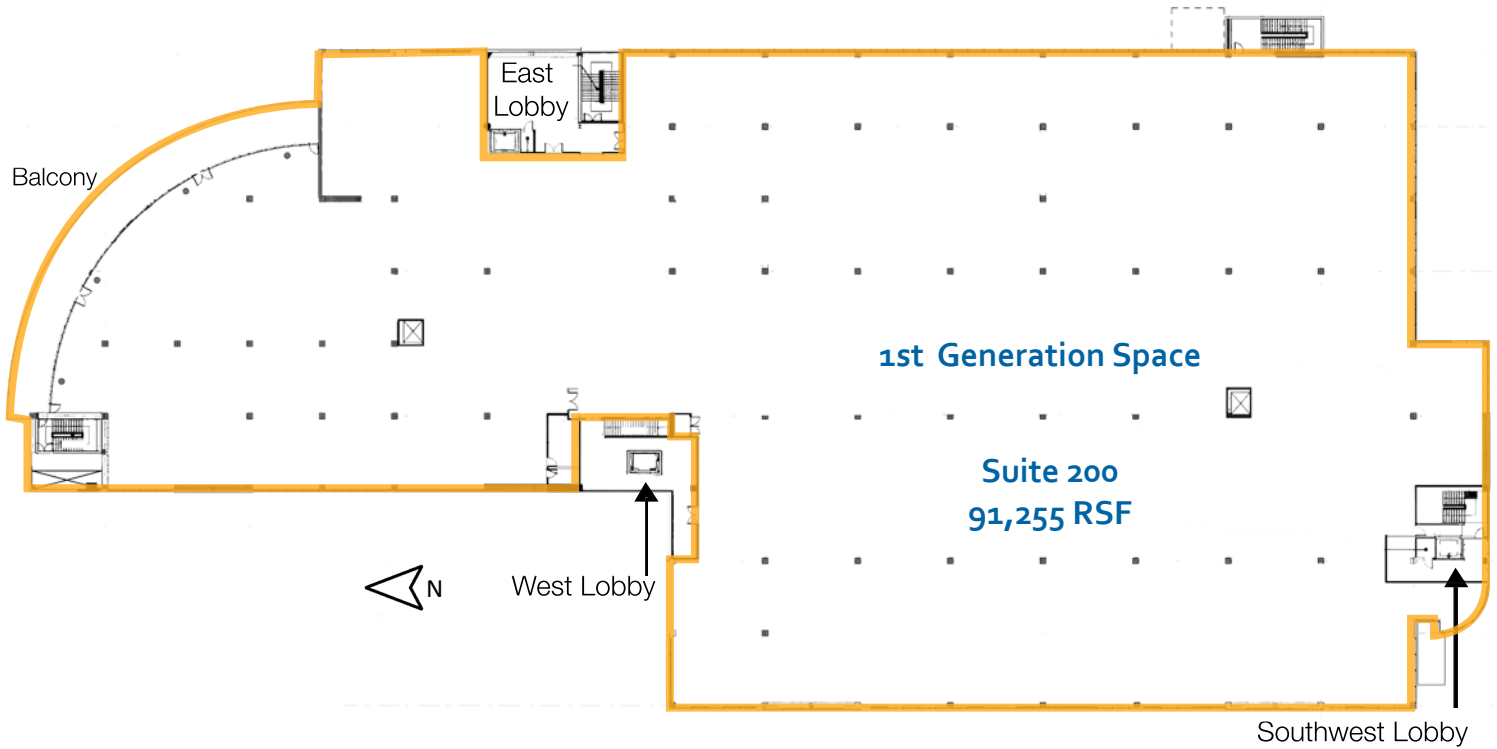 East
Lobby
Balcony
1st Generation Space
Suite 200
91,255 RSF
West Lobby
N
Southwest Lobby